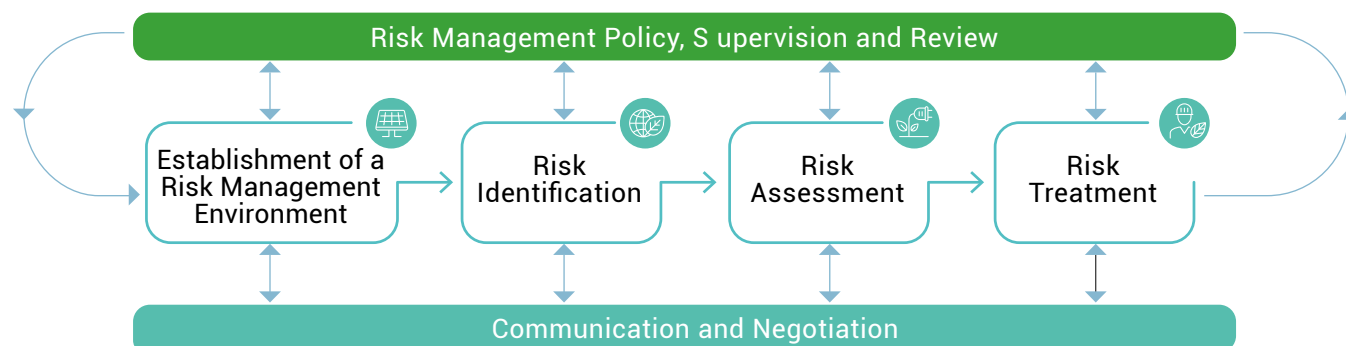 Risk Management Policy, S upervision and Review
Establishment of a
Risk Management
Environment
Risk
Identification
Risk
Assessment
Risk
Treatment
Communication and Negotiation